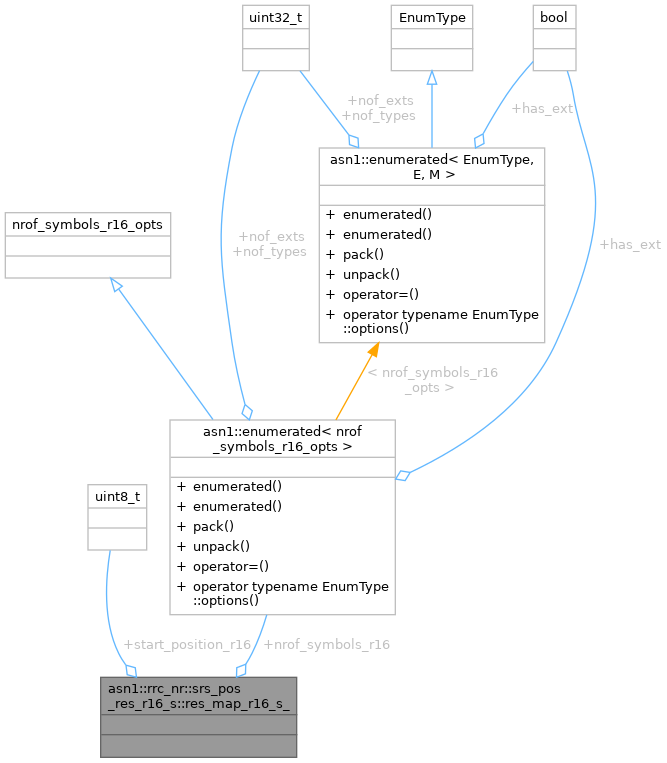 uint32_t
EnumType
bool
+nof_exts
+nof_types
+has_ext
asn1::enumerated< EnumType,
E, M >
+ enumerated()
+ enumerated()
+ pack()
+ unpack()
+ operator=()
+ operator typename EnumType
::options()
nrof_symbols_r16_opts
+nof_exts
+nof_types
+has_ext
< nrof_symbols_r16
_opts >
asn1::enumerated< nrof
_symbols_r16_opts >
+ enumerated()
+ enumerated()
+ pack()
+ unpack()
+ operator=()
+ operator typename EnumType
::options()
uint8_t
+start_position_r16
+nrof_symbols_r16
asn1::rrc_nr::srs_pos
_res_r16_s::res_map_r16_s_